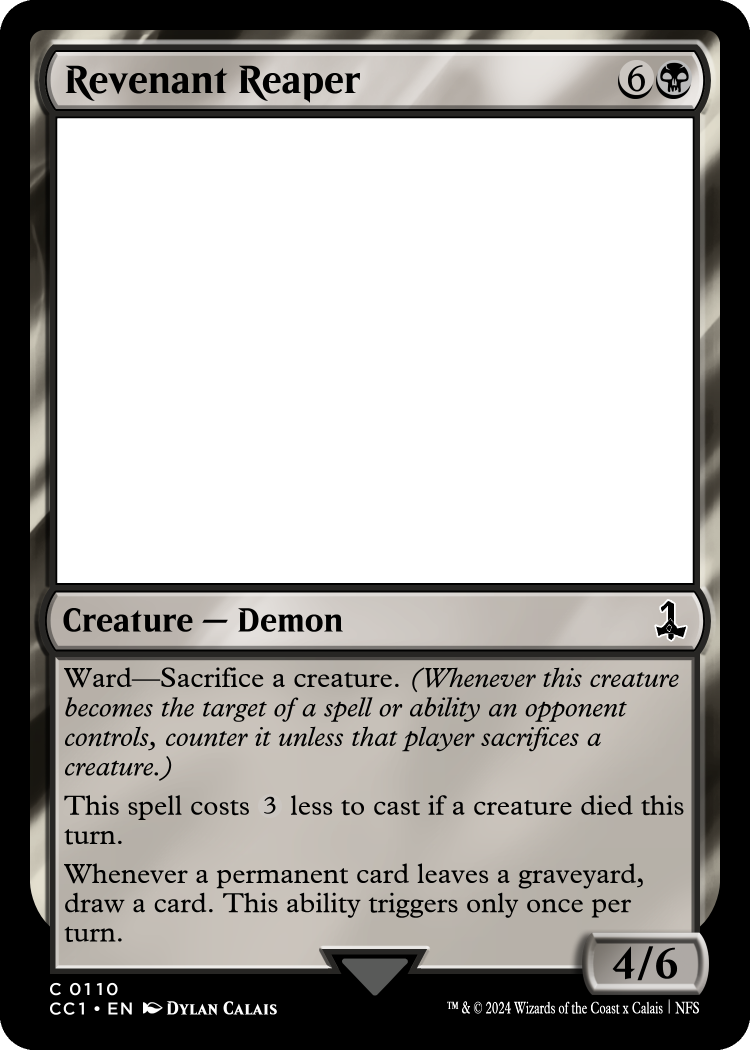 Revenant Reaper 6
Creature — Demon
Ward—Sacrifice a creature. (Whenever this creature
becomes the target of a spell or ability an opponent
controls, counter it unless that player sacrifices a
creature.)
This spell costs 3 less to cast if a creature died this
turn.
Whenever a permanent card leaves a graveyard,
draw a card. This ability triggers only once per
turn.
4/6
C 0110
CC1 • EN Dylan Calais
™ & © 2024 Wizards of the Coast x Calais | NFS